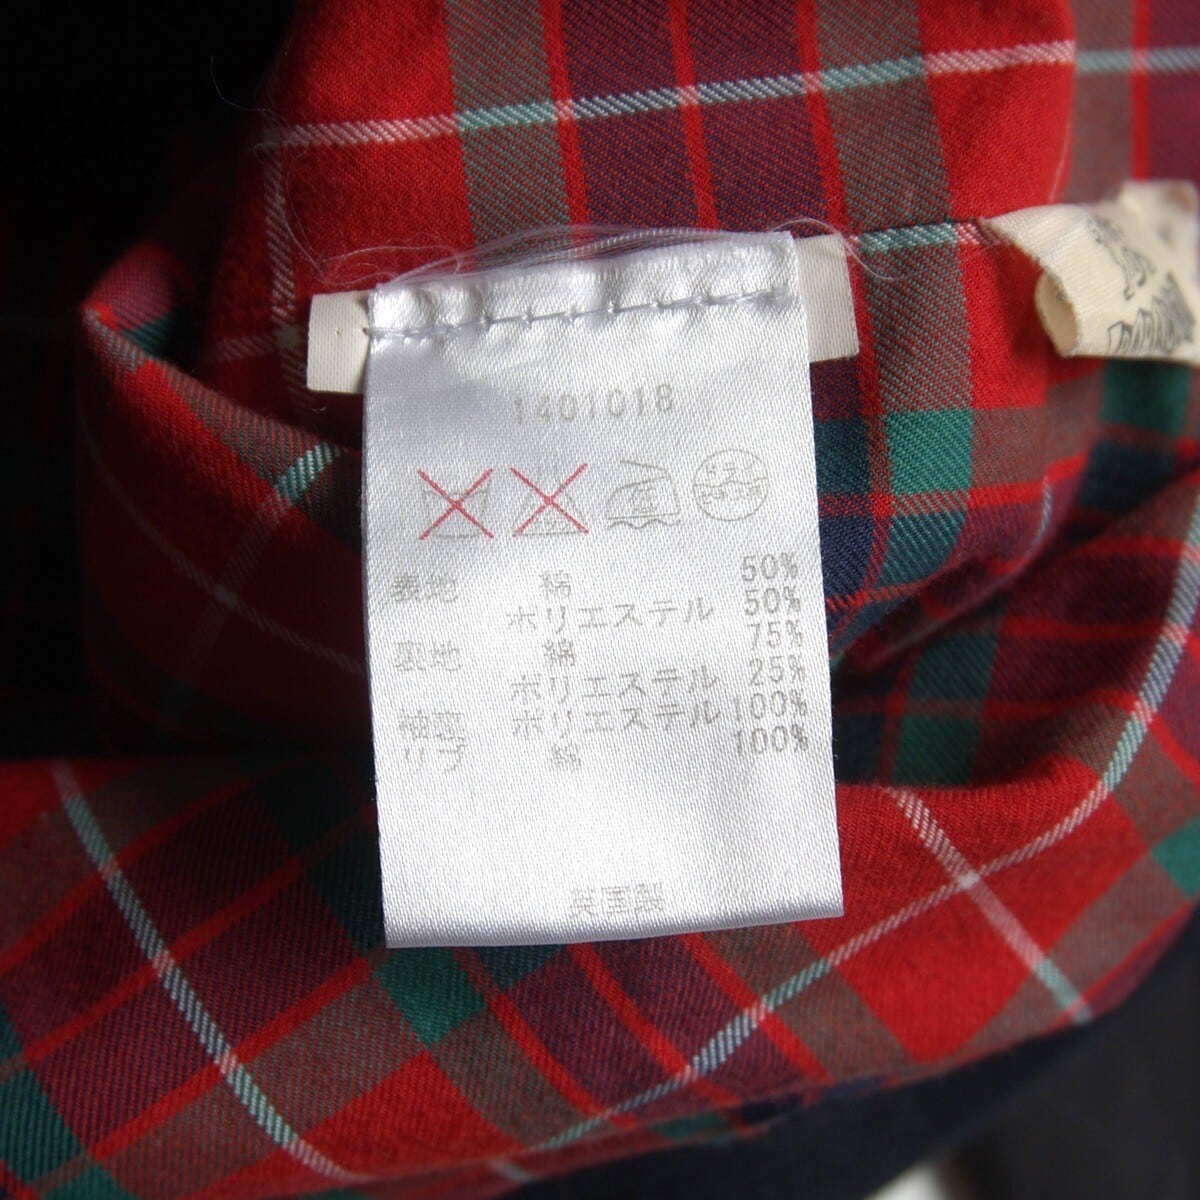 1401018
表地 綿 50%
ポリエステル 50%
裏地 綿 75%
ポリエステル 25%
袖裏 ポリエステル 100%
リブ 綿 100%
英国製